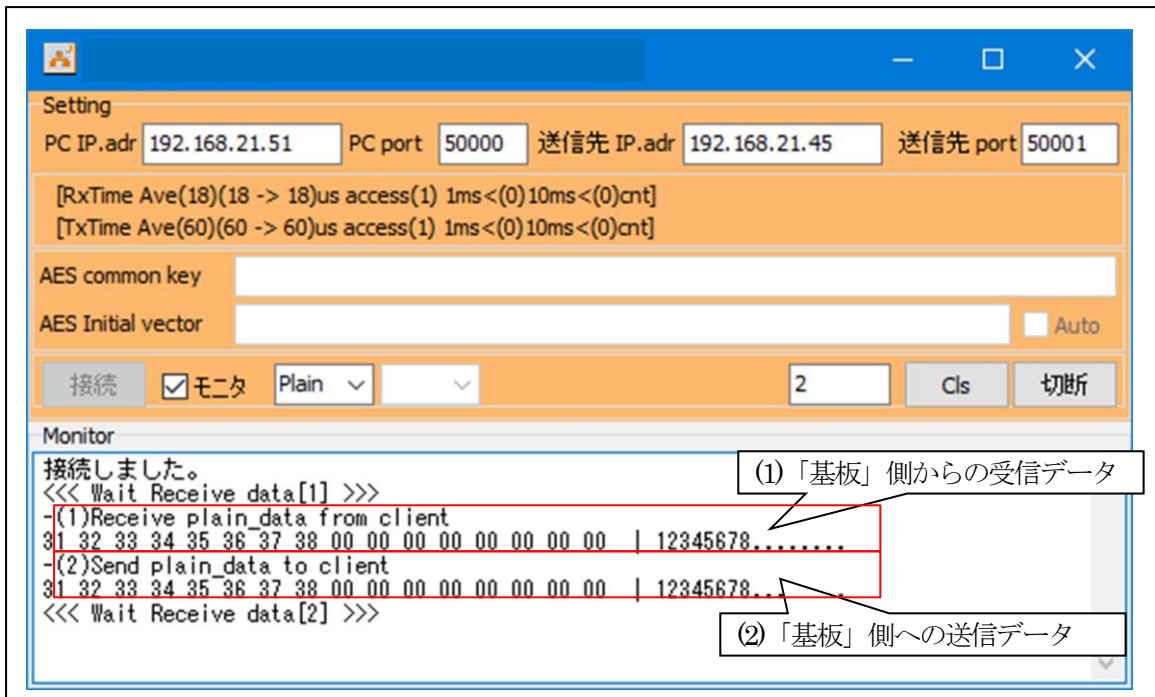 Setting
PC IP.adr 192.168.21.51 PC port 50000 送信先 IP.adr 192.168.21.45 送信先 port 50001
[RxTime Ave(18)(18 -> 18)us access(1) 1ms<(0)10ms<(0)cnt]
[TxTime Ave(60)(60 -> 60)us access(1) 1ms<(0)10ms<(0)cnt]
AES common key
AES Initial vector Auto
接続 モニタ Plain 2 Cls 切断
Monitor
接続しました。
<<< Wait Receive data[1] >>>
(1)「基板」側からの受信データ
-(1)Receive plain_data from client
31 32 33 34 35 36 37 38 00 00 00 00 00 00 00 00 | 12345678........
-(2)Send plain_data to client
31 32 33 34 35 36 37 38 00 00 00 00 00 00 00 00 | 12345678........
<<< Wait Receive data[2] >>>
(2)「基板」側への送信データ